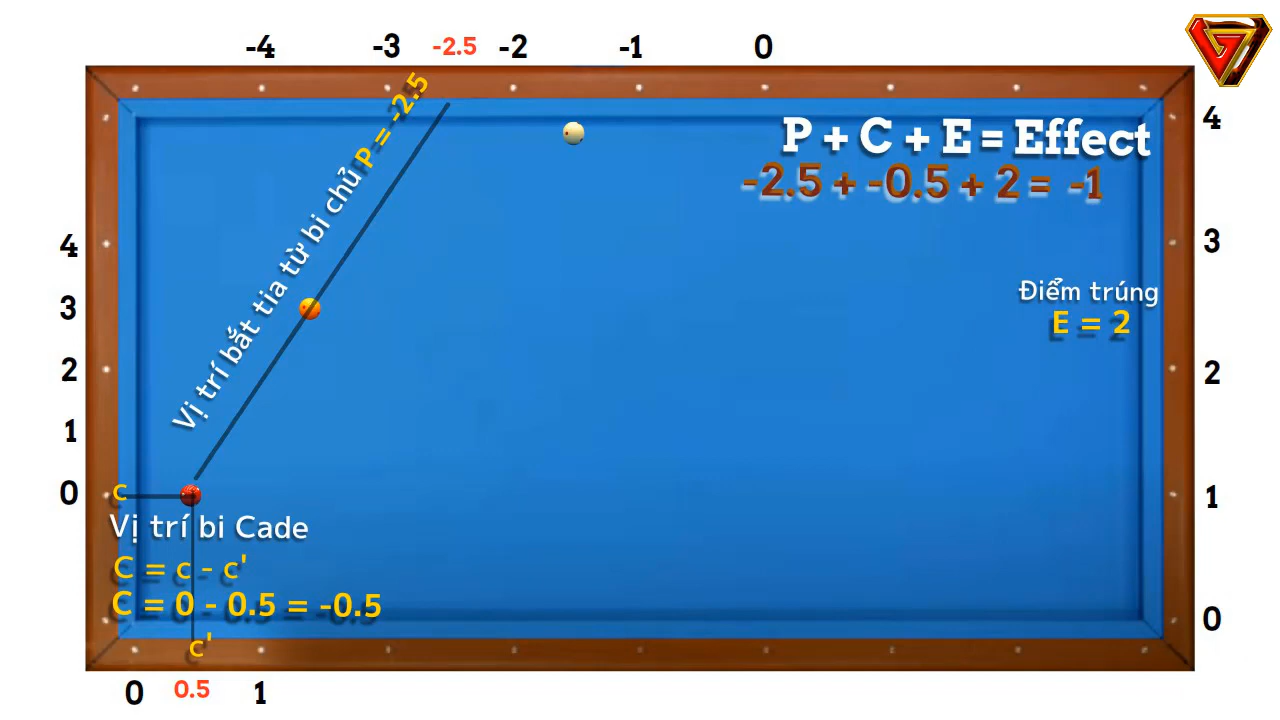 -4 -3 -2.5 -2 -1 0
P + C + E = Effect
-2.5 + -0.5 + 2 = -1
Vị trí bắt tia từ bi chủ P = -2.5
4
3
2
1
0
4
3
2
1
0
Điểm trúng
E = 2
c
Vị trí bi Cade
C = c - c'
C = 0 - 0.5 = -0.5
c'
0 0.5 1